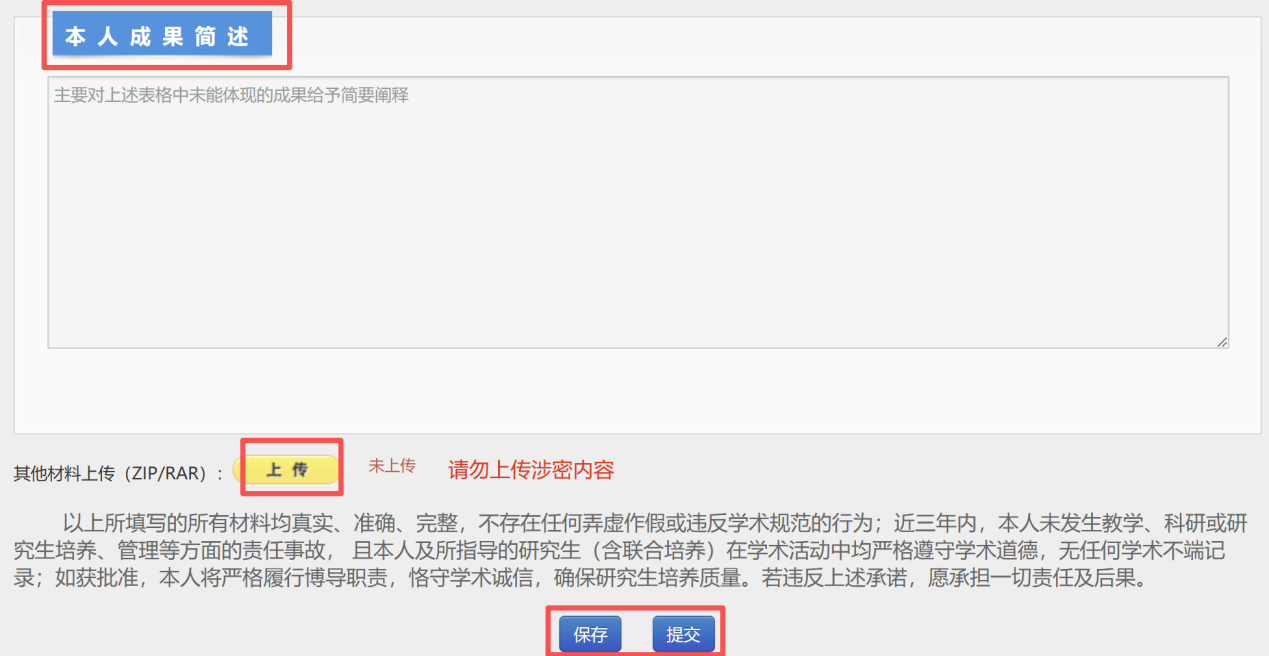 本人成果简述
主要对上述表格中未能体现的成果给予简要阐释
其他材料上传（ZIP/RAR）： 上 传 未上传 请勿上传涉密内容
以上所填写的所有材料均真实、准确、完整，不存在任何弄虚作假或违反学术规范的行为；近三年内，本人未发生教学、科研或研
究生培养、管理等方面的责任事故， 且本人及所指导的研究生（含联合培养）在学术活动中均严格遵守学术道德，无任何学术不端记
录；如获批准，本人将严格履行博导职责，恪守学术诚信，确保研究生培养质量。若违反上述承诺，愿承担一切责任及后果。
保存 提交